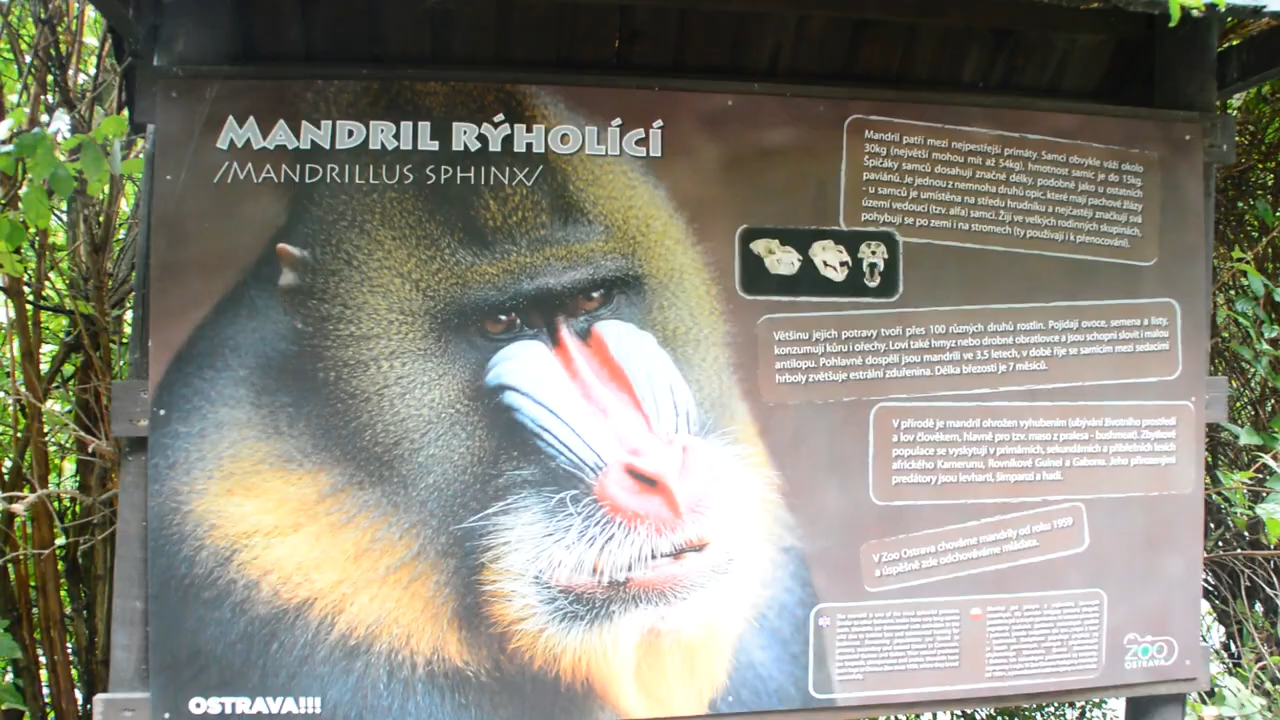 MANDRIL RÝHOLÍCÍ
/MANDRILLUS SPHINX/
Mandril patří mezi nejpestřejší primáty. Samci obvykle váží okolo
30kg (největší mohou mít až 54kg), hmotnost samic je do 15kg.
Špičáky samců dosahují značné délky, podobně jako u ostatních
paviánů. Je jednou z nemnoha druhů opic, které mají pachové žlázy
- u samců je umístěna na středu hrudníku a nejčastěji značkují svá
území vedoucí (tzv. alfa) samci. Žijí ve velkých rodinných skupinách,
pohybují se po zemi i na stromech (ty používají i k přenocování).
Většinu jejich potravy tvoří přes 100 různých druhů rostlin. Pojídají ovoce, semena a listy,
konzumují kůru i ořechy. Loví také hmyz nebo drobné obratlovce a jsou schopni slovit i malou
antilopu. Pohlavně dospělí jsou mandrili ve 3,5 letech, v době říje se samicím mezi sedacími
hrboly zvětšuje estrální zduřenina. Délka březosti je 7 měsíců.
V přírodě je mandril ohrožen vyhubením (ubývání životního prostředí
a lov člověkem, hlavně pro tzv. maso z pralesa - bushmeat). Zbytkové
populace se vyskytují v primárních, sekundárních a příbřežních lesích
afrického Kamerunu, Rovníkové Guinei a Gabonu. Jeho přirozenými
predátory jsou levharti, šimpanzi a hadi.
V Zoo Ostrava chováme mandrily od roku 1959
a úspěšně zde odchováváme mláďata.
ZOO
OSTRAVA
OSTRAVA!!!